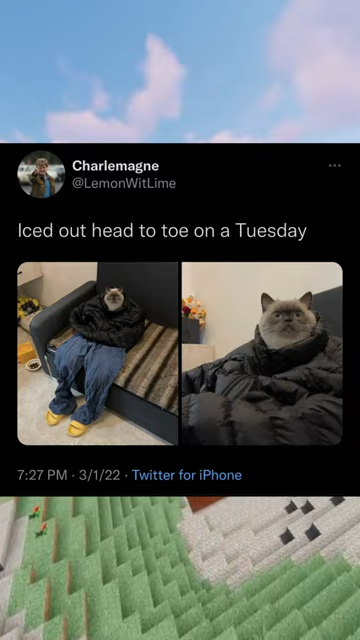 Charlemagne
@LemonWitLime
Iced out head to toe on a Tuesday
7:27 PM · 3/1/22 · Twitter for iPhone